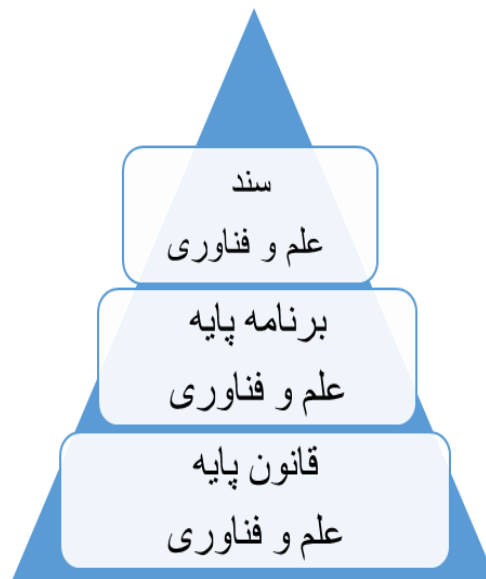 سند
علم و فناوری
برنامه پایه
علم و فناوری
قانون پایه
علم و فناوری